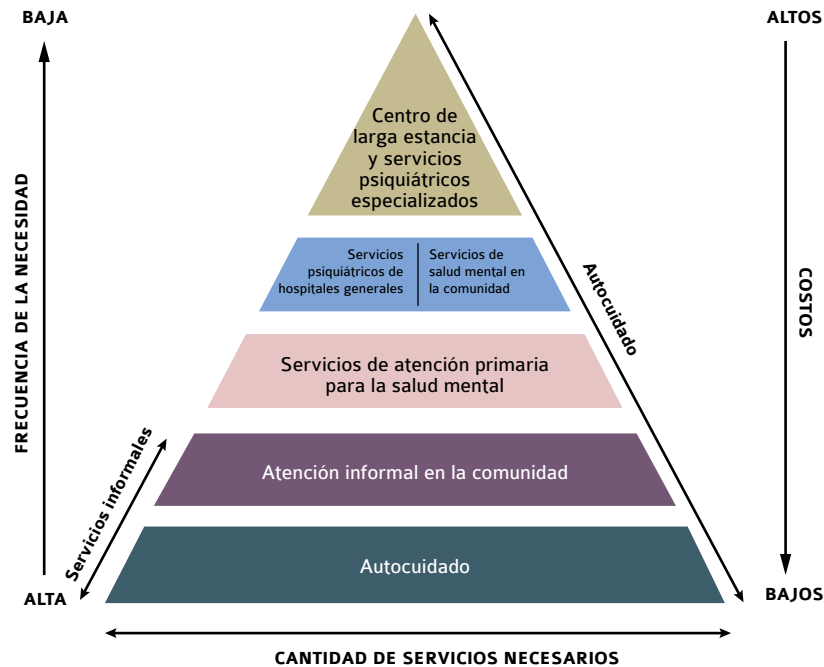 BAJA
ALTOS
Centro de
larga estancia
y servicios
psiquiátricos
especializados
FRECUENCIA DE LA NECESIDAD
Servicios
psiquiátricos de
hospitales generales
Servicios de
salud mental en
la comunidad
Autocuidado
COSTOS
Servicios de atención primaria
para la salud mental
Servicios informales
Atención informal en la comunidad
Autocuidado
ALTA
BAJOS
CANTIDAD DE SERVICIOS NECESARIOS